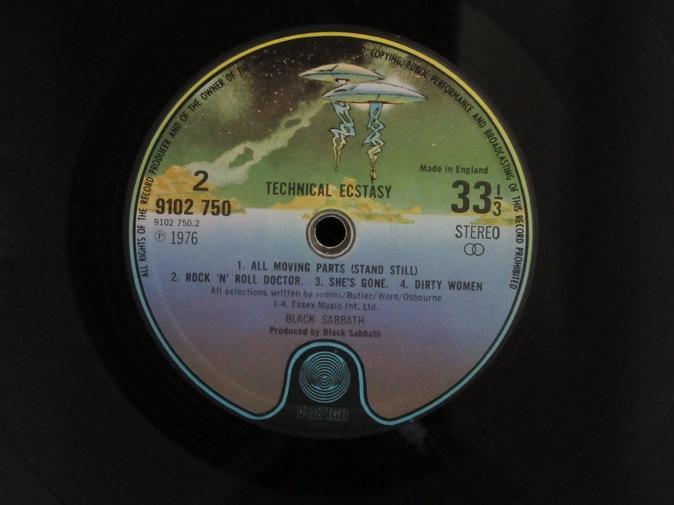 ALL RIGHTS OF THE RECORD PRODUCER AND OF THE OWNER OF THE
COPYING, PUBLIC PERFORMANCE AND BROADCASTING OF THIS RECORD PROHIBITED
Made in England
2
TECHNICAL ECSTASY
33 1/3
9102 750
9102 750.2
STEREO
Ⓟ 1976
1. ALL MOVING PARTS (STAND STILL)
2. ROCK 'N' ROLL DOCTOR. 3. SHE'S GONE. 4. DIRTY WOMEN
All selections written by Iommi/Butler/Ward/Osbourne
1-4. Essex Music Int. Ltd.
BLACK SABBATH
Produced by Black Sabbath
VERTIGO